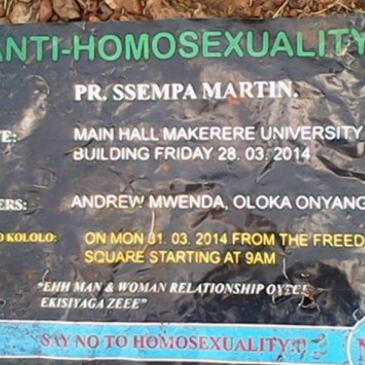 ANTI-HOMOSEXUALITY
PR. SSEMPA MARTIN.
E: MAIN HALL MAKERERE UNIVERSITY
BUILDING FRIDAY 28. 03. 2014
ERS: ANDREW MWENDA, OLOKA ONYANG
O KOLOLO: ON MON 31. 03. 2014 FROM THE FREED
SQUARE STARTING AT 9AM
"EHH MAN & WOMAN RELATIONSHIP
EKISIYAGA ZEEE"
SAY NO TO HOMOSEXUALITY!!!